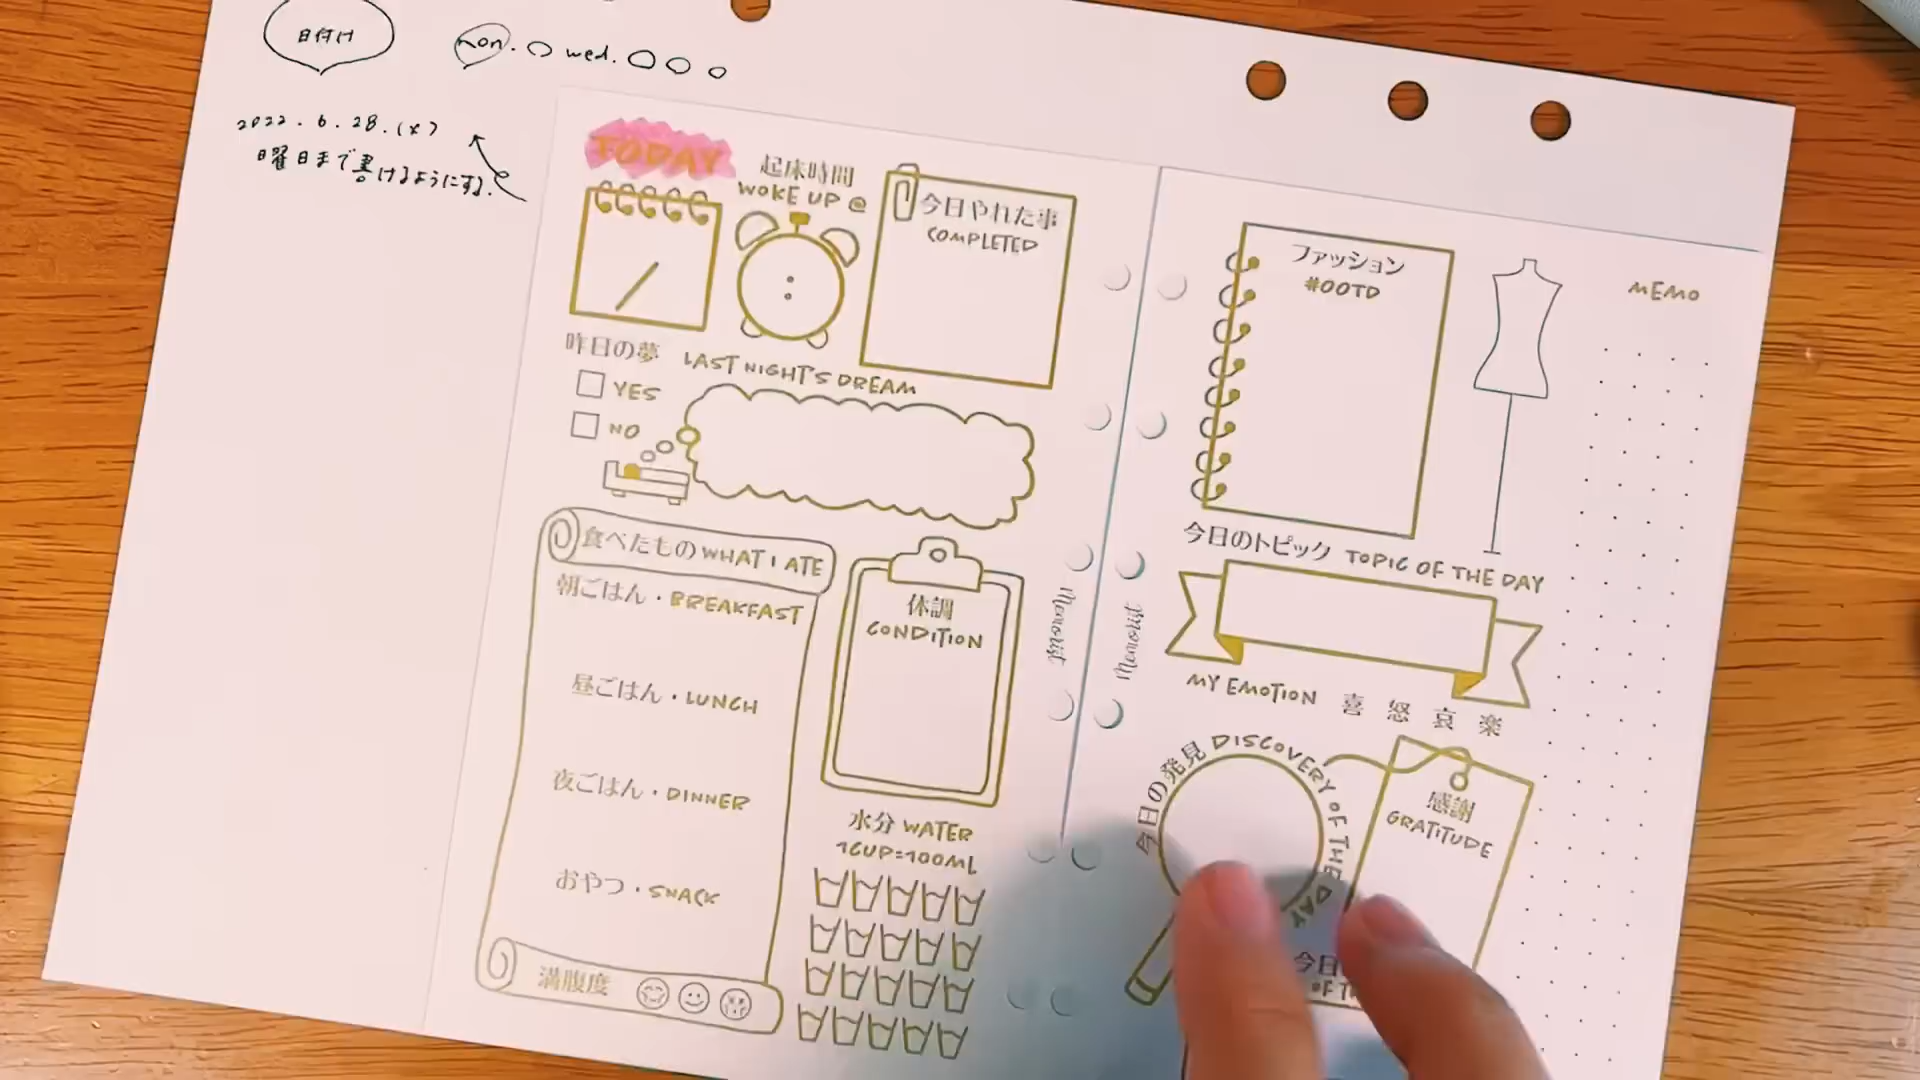 日付け
mon. wed.
2022.6.28.(火)
曜日まで書けるようにする。
TODAY
起床時間
WOKE UP @
:
今日やれた事
COMPLETED
昨日の夢 LAST NIGHT'S DREAM
YES
NO
食べたもの WHAT I ATE
朝ごはん・BREAKFAST
昼ごはん・LUNCH
夜ごはん・DINNER
おやつ・SNACK
満腹度
体調
CONDITION
水分 WATER
1CUP=100ML
Memorist
Memorist
ファッション
#OOTD
MEMO
今日のトピック TOPIC OF THE DAY
MY EMOTION 喜 怒 哀 楽
今日の発見 DISCOVERY OF THE DAY
感謝
GRATITUDE
今日
OF